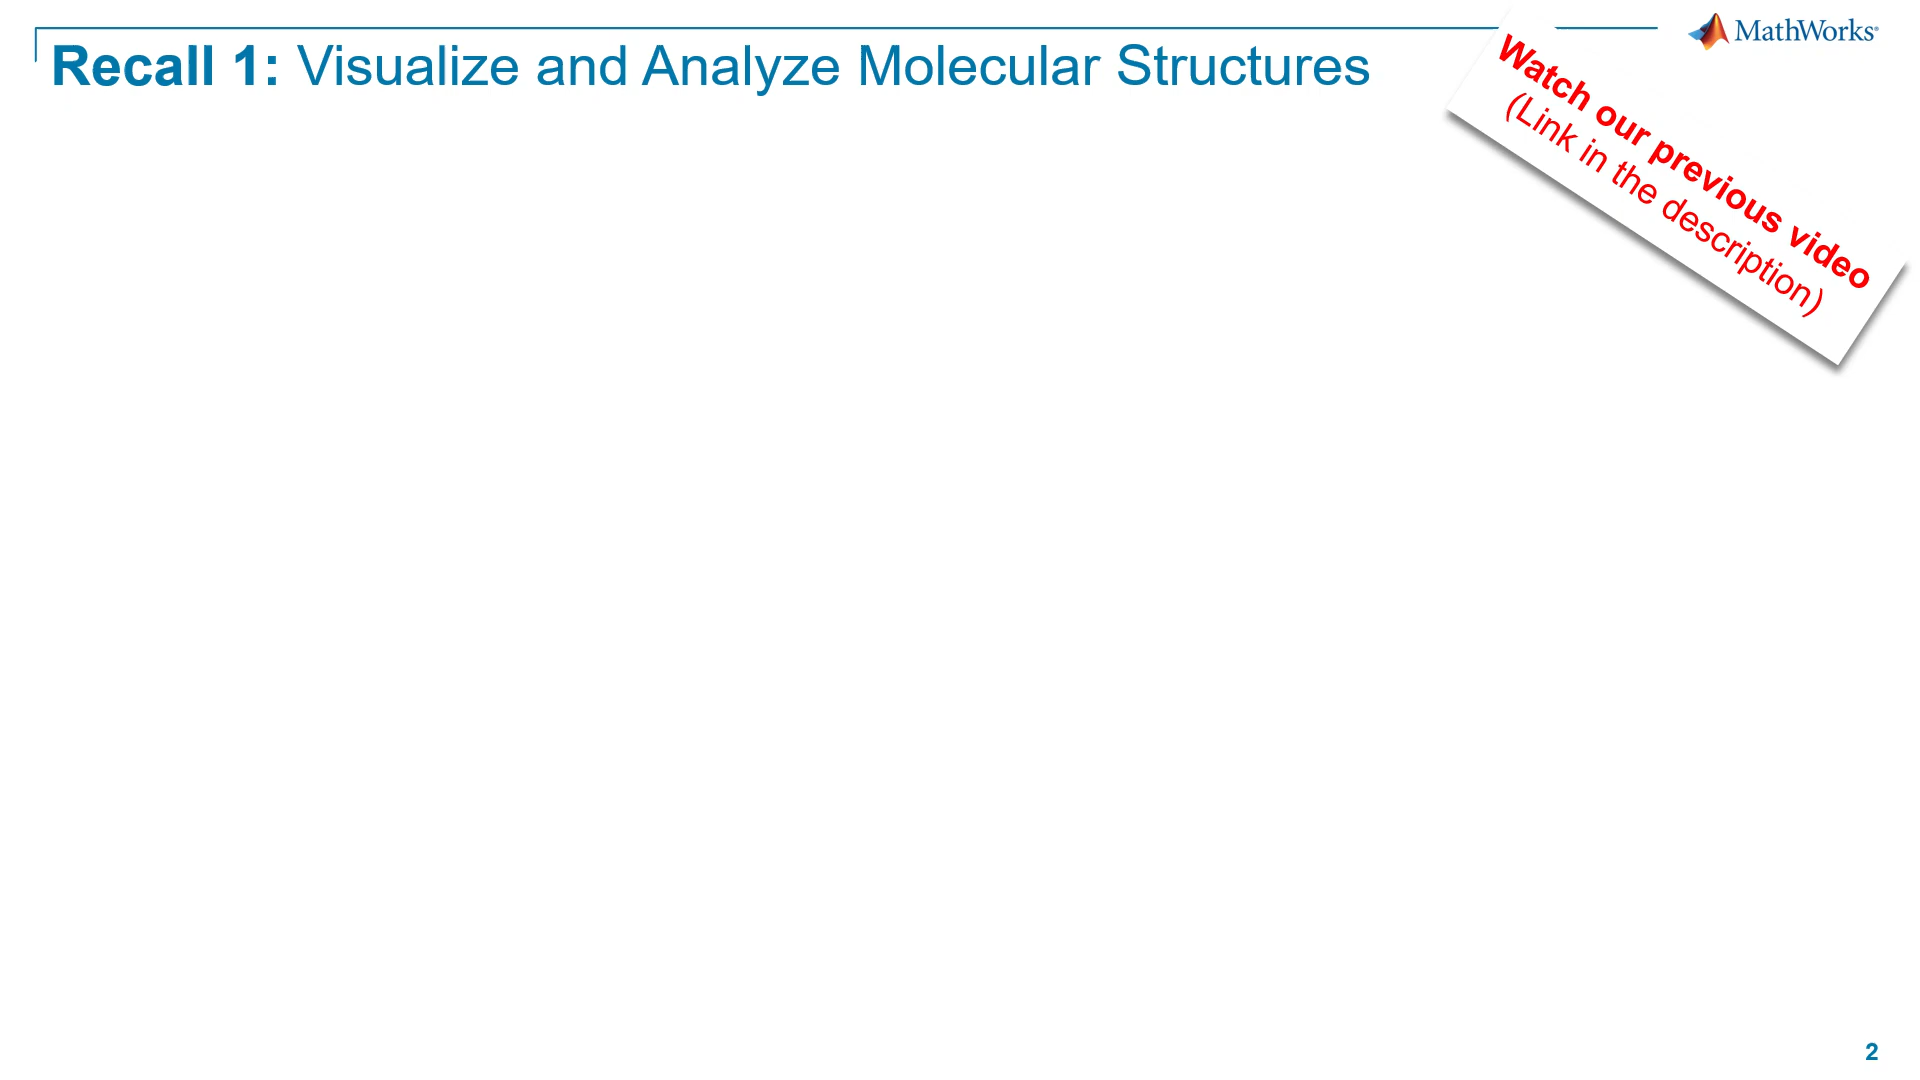 Recall 1: Visualize and Analyze Molecular Structures
MathWorks®
Watch our previous video
(Link in the description)
2